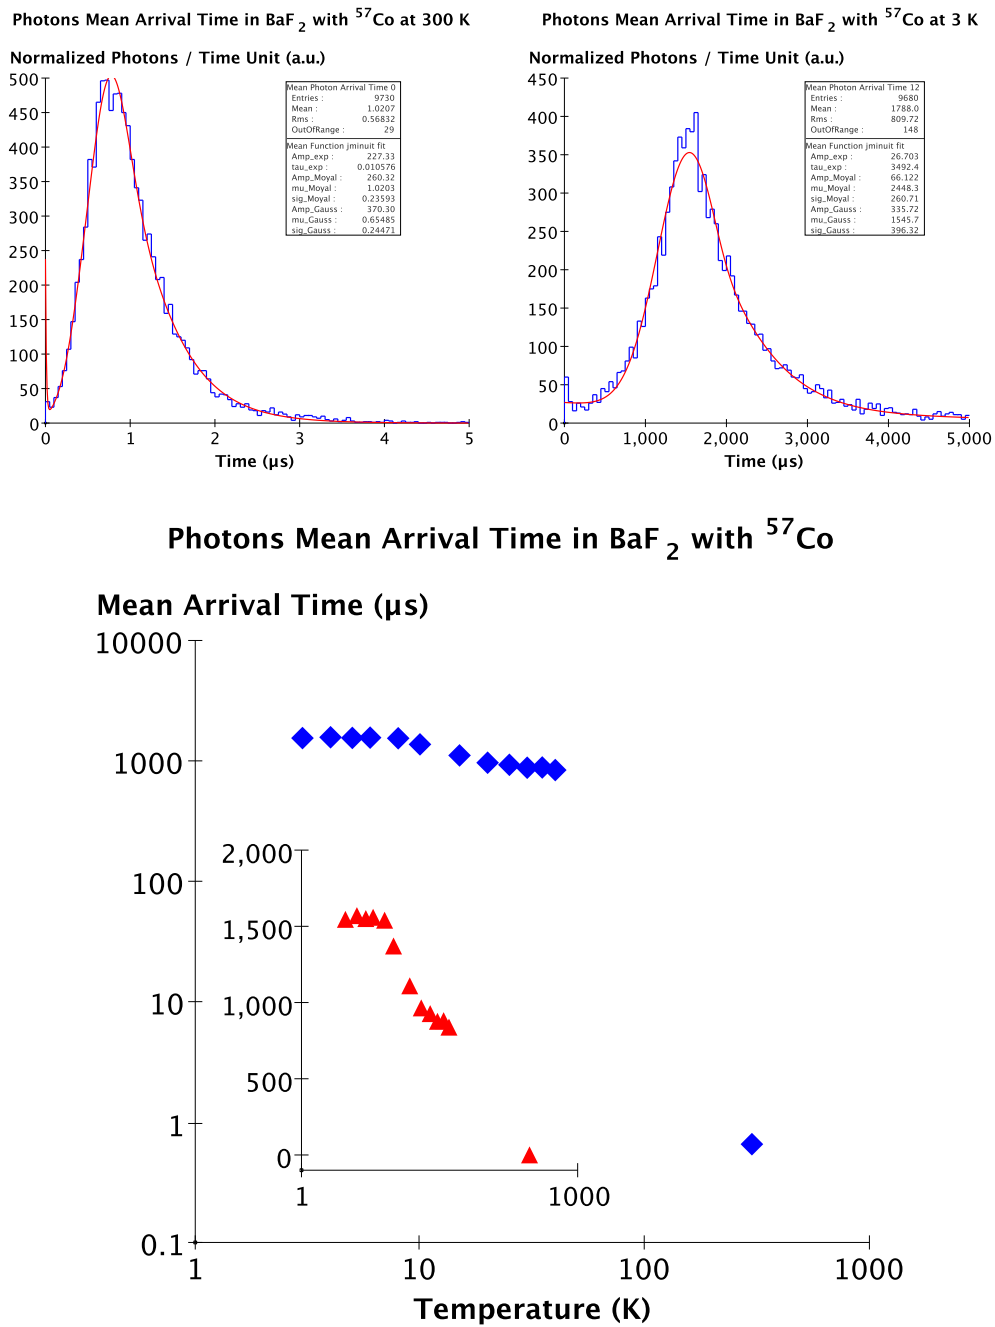 Photons Mean Arrival Time in BaF2 with 57Co at 300 K
Normalized Photons / Time Unit (a.u.)
500
450
400
350
300
250
200
150
100
50
0
0 1 2 3 4 5
Time (µs)
Mean Photon Arrival Time 0
Entries : 9730
Mean : 1.0207
Rms : 0.56832
OutOfRange : 29
Mean Function jminuit fit
Amp_exp : 227.33
tau_exp : 0.010576
Amp_Moyal : 260.32
mu_Moyal : 1.0203
sig_Moyal : 0.23593
Amp_Gauss : 370.30
mu_Gauss : 0.65485
sig_Gauss : 0.24471
Photons Mean Arrival Time in BaF2 with 57Co at 3 K
Normalized Photons / Time Unit (a.u.)
450
400
350
300
250
200
150
100
50
0
0 1,000 2,000 3,000 4,000 5,000
Time (µs)
Mean Photon Arrival Time 12
Entries : 9680
Mean : 1788.0
Rms : 809.72
OutOfRange : 148
Mean Function jminuit fit
Amp_exp : 26.703
tau_exp : 3492.4
Amp_Moyal : 66.122
mu_Moyal : 2448.3
sig_Moyal : 260.71
Amp_Gauss : 335.72
mu_Gauss : 1545.7
sig_Gauss : 396.32
Photons Mean Arrival Time in BaF2 with 57Co
Mean Arrival Time (µs)
10000
1000
100
10
1
0.1
1 10 100 1000
Temperature (K)
2,000
1,500
1,000
500
0
1 1000